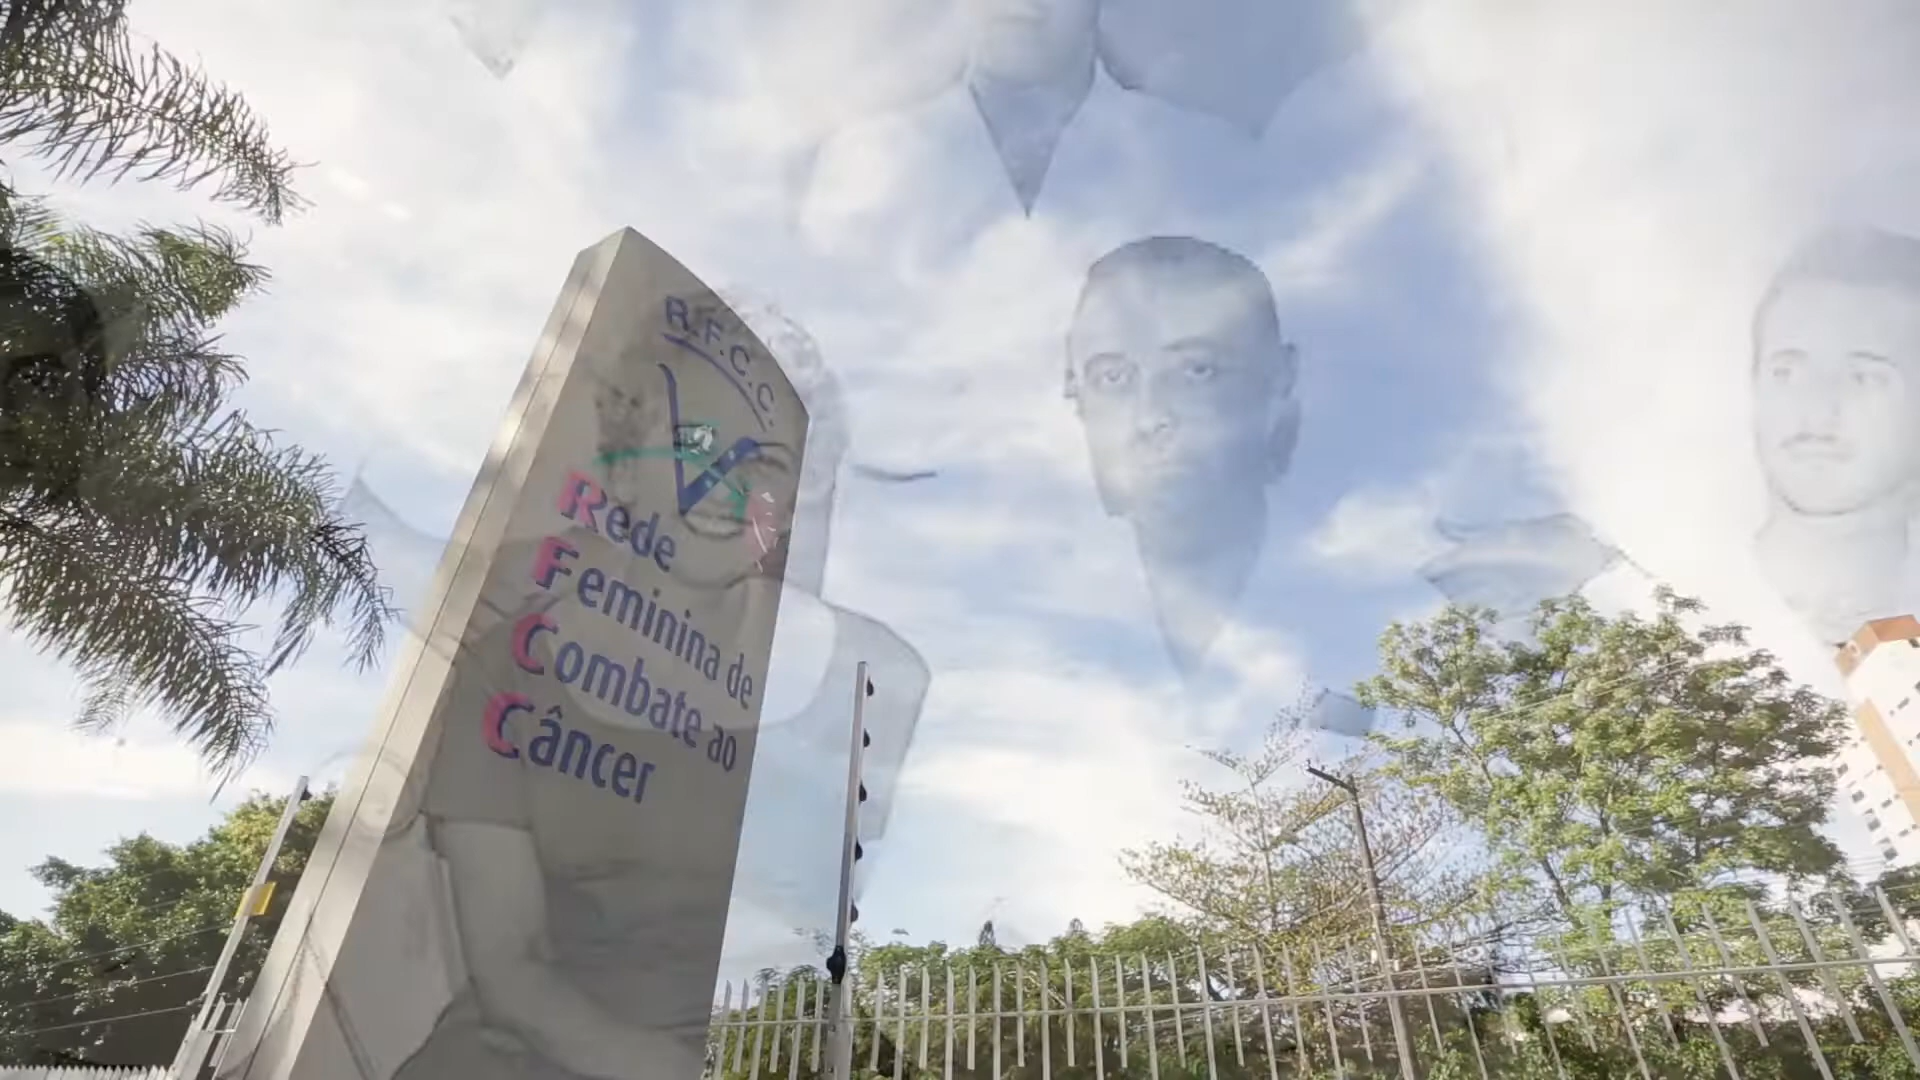 R.F.C.C.
Rede
Feminina de
Combate ao
Câncer